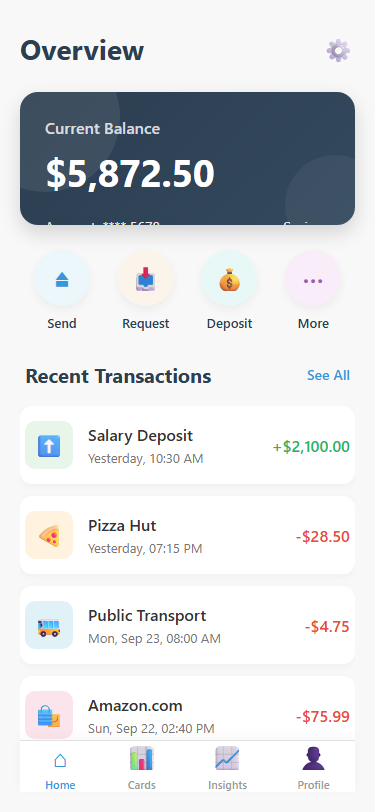 Overview
Current Balance
$5,872.50
Send
Request
Deposit
More
Recent Transactions
See All
Salary Deposit
+$2,100.00
Yesterday, 10:30 AM
Pizza Hut
-$28.50
Yesterday, 07:15 PM
Public Transport
-$4.75
Mon, Sep 23, 08:00 AM
Amazon.com
-$75.99
Sun, Sep 22, 02:40 PM
Home
Cards
Insights
Profile